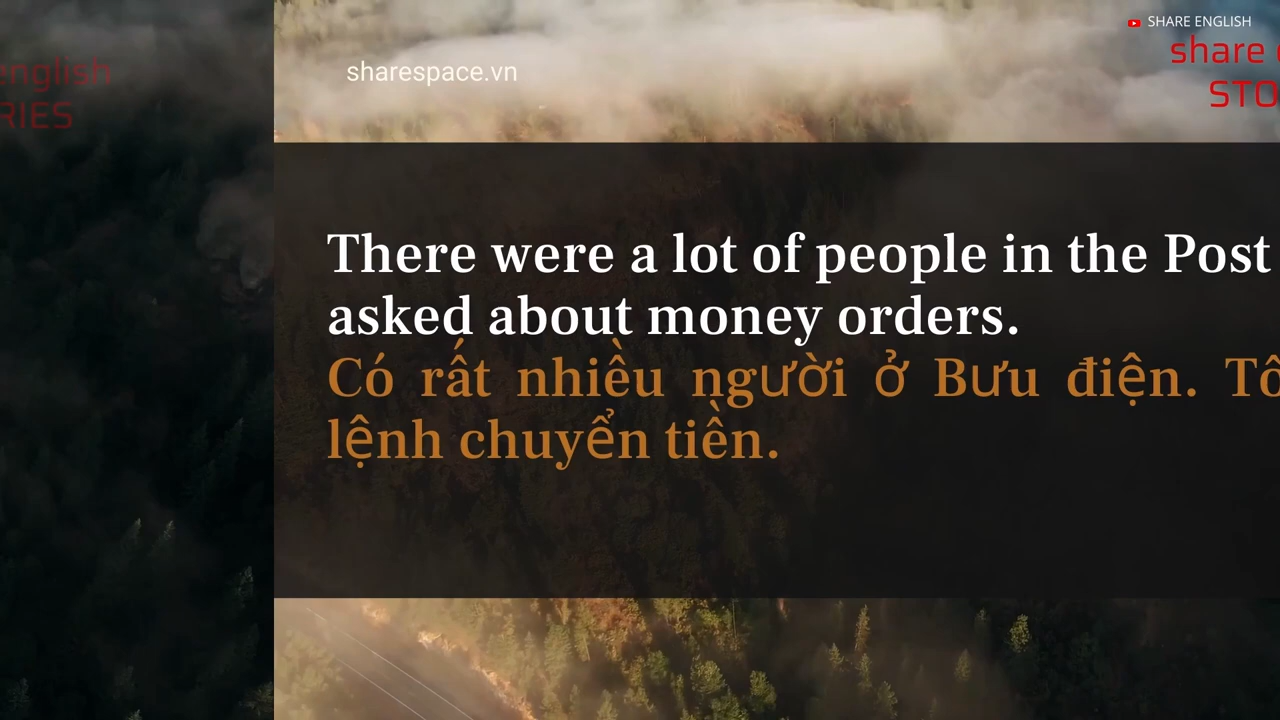 SHARE ENGLISH
share
STO
english
RIES
sharespace.vn
There were a lot of people in the Post
asked about money orders.
Có rất nhiều người ở Bưu điện. Tô
lệnh chuyển tiền.